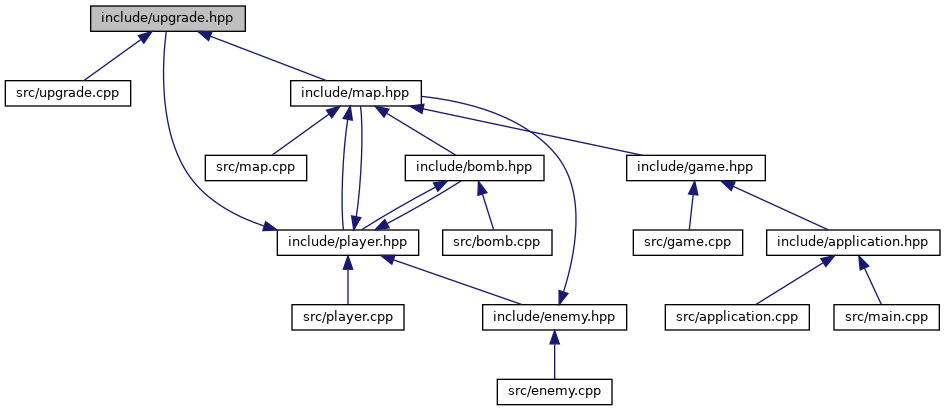 include/upgrade.hpp
src/upgrade.cpp
include/map.hpp
src/map.cpp
include/bomb.hpp
include/game.hpp
include/player.hpp
src/bomb.cpp
src/game.cpp
include/application.hpp
src/player.cpp
include/enemy.hpp
src/application.cpp
src/main.cpp
src/enemy.cpp